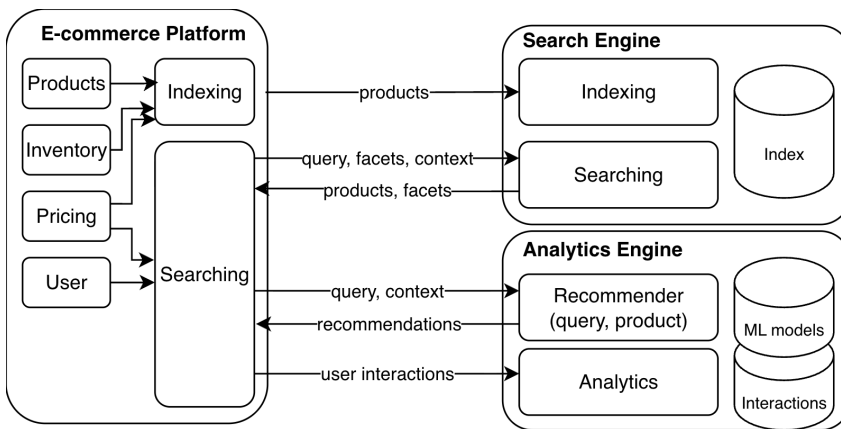 E-commerce Platform
Products
Inventory
Pricing
User
Indexing
Searching
products
query, facets, context
products, facets
query, context
recommendations
user interactions
Search Engine
Indexing
Searching
Index
Analytics Engine
Recommender
(query, product)
Analytics
ML models
Interactions